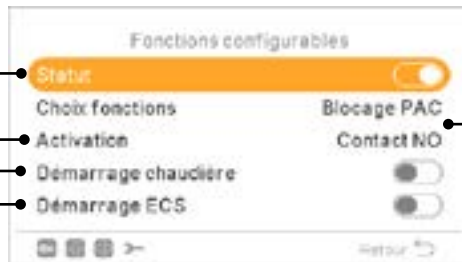 Fonctions configurables
Statut
Choix fonctions Blocage PAC
Activation Contact NO
Démarrage chaudière
Démarrage ECS
Retour